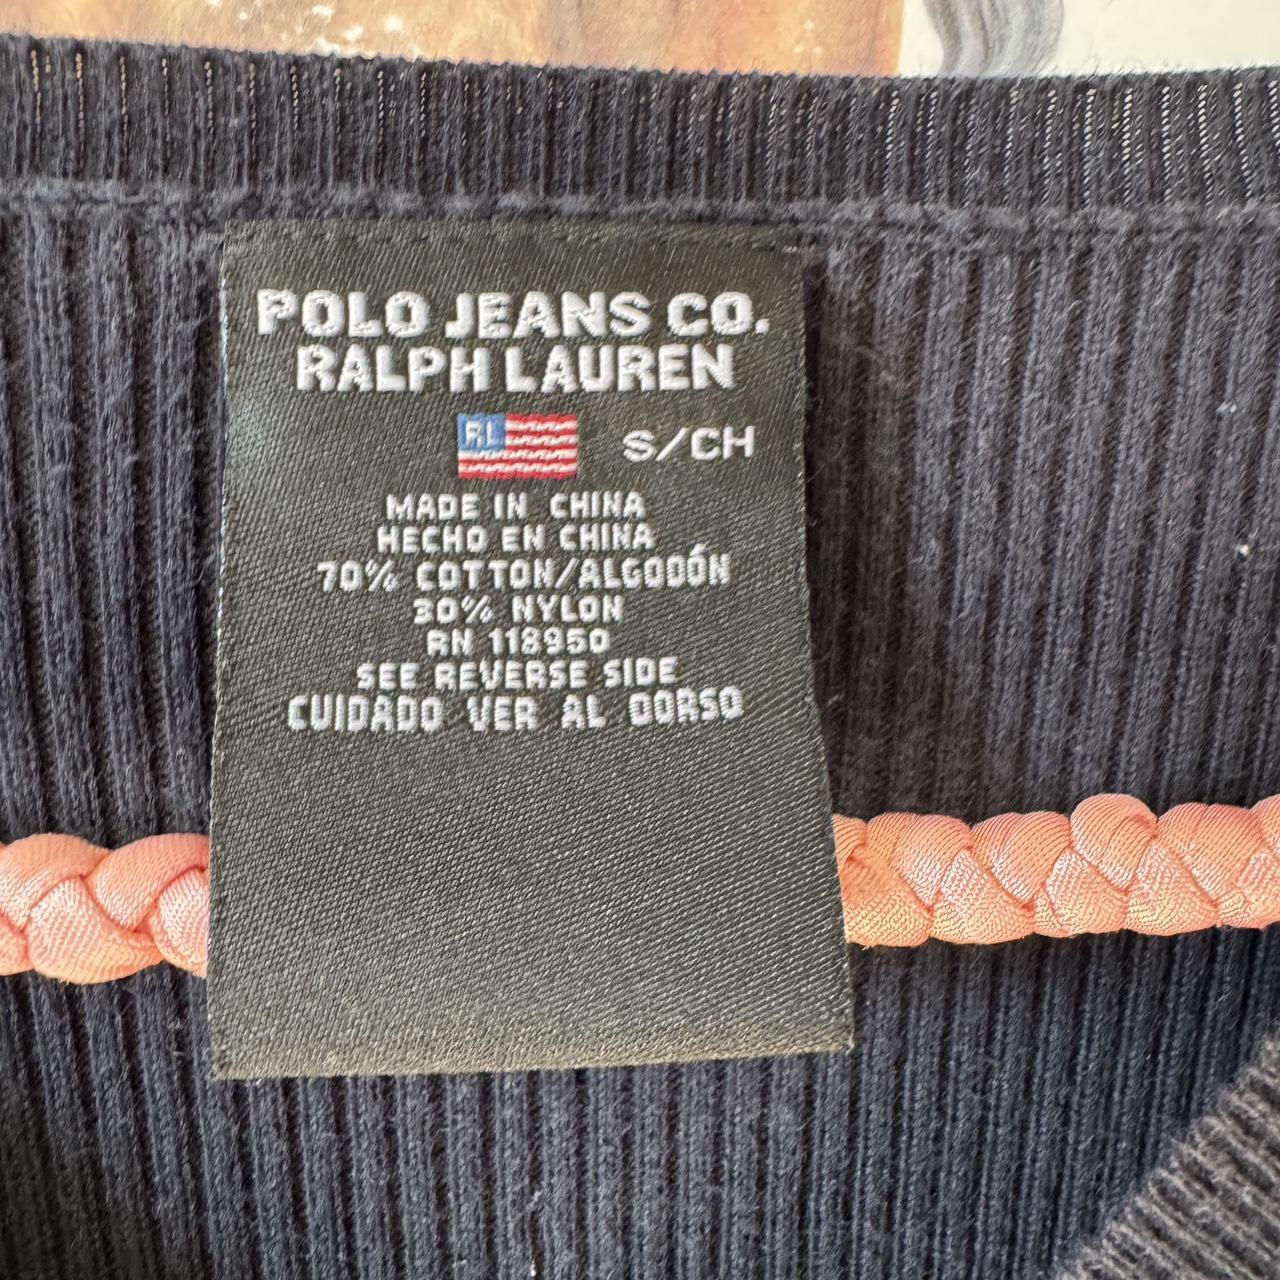 POLO JEANS CO.
RALPH LAUREN
RL S/CH
MADE IN CHINA
HECHO EN CHINA
70% COTTON/ALGODÓN
30% NYLON
RN 118950
SEE REVERSE SIDE
CUIDADO VER AL DORSO